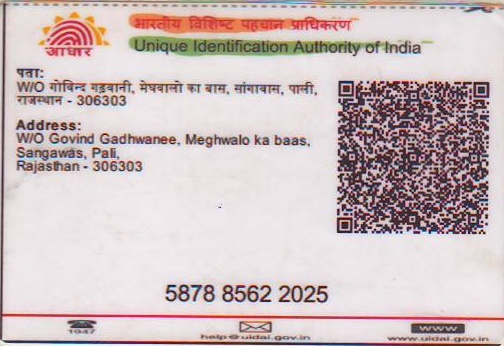 भारतीय विशिष्ट पहचान प्राधिकरण
Unique Identification Authority of India
आधार
पता:
W/O गोविन्द गड़वानी, मेघवालो का बास, सांगावास, पाली,
राजस्थान - 306303
Address:
W/O Govind Gadhwanee, Meghwalo ka baas,
Sangawas, Pali,
Rajasthan - 306303
5878 8562 2025
1947
help@uidai.gov.in
www
www.uidai.gov.in